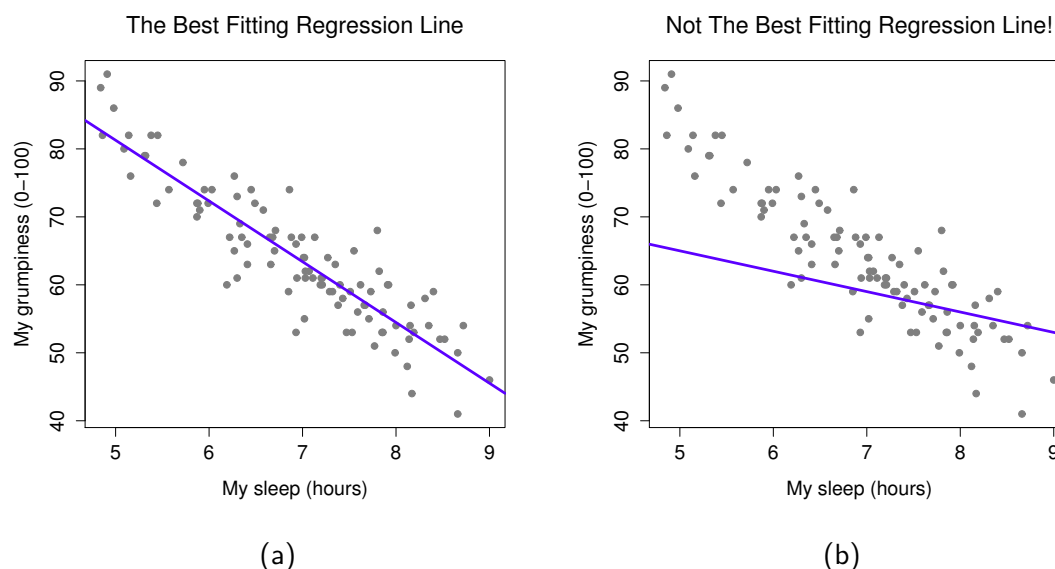 The Best Fitting Regression Line
My grumpiness (0−100)
90
80
70
60
50
40
5 6 7 8 9
My sleep (hours)
(a)
Not The Best Fitting Regression Line!
My grumpiness (0−100)
90
80
70
60
50
40
5 6 7 8 9
My sleep (hours)
(b)